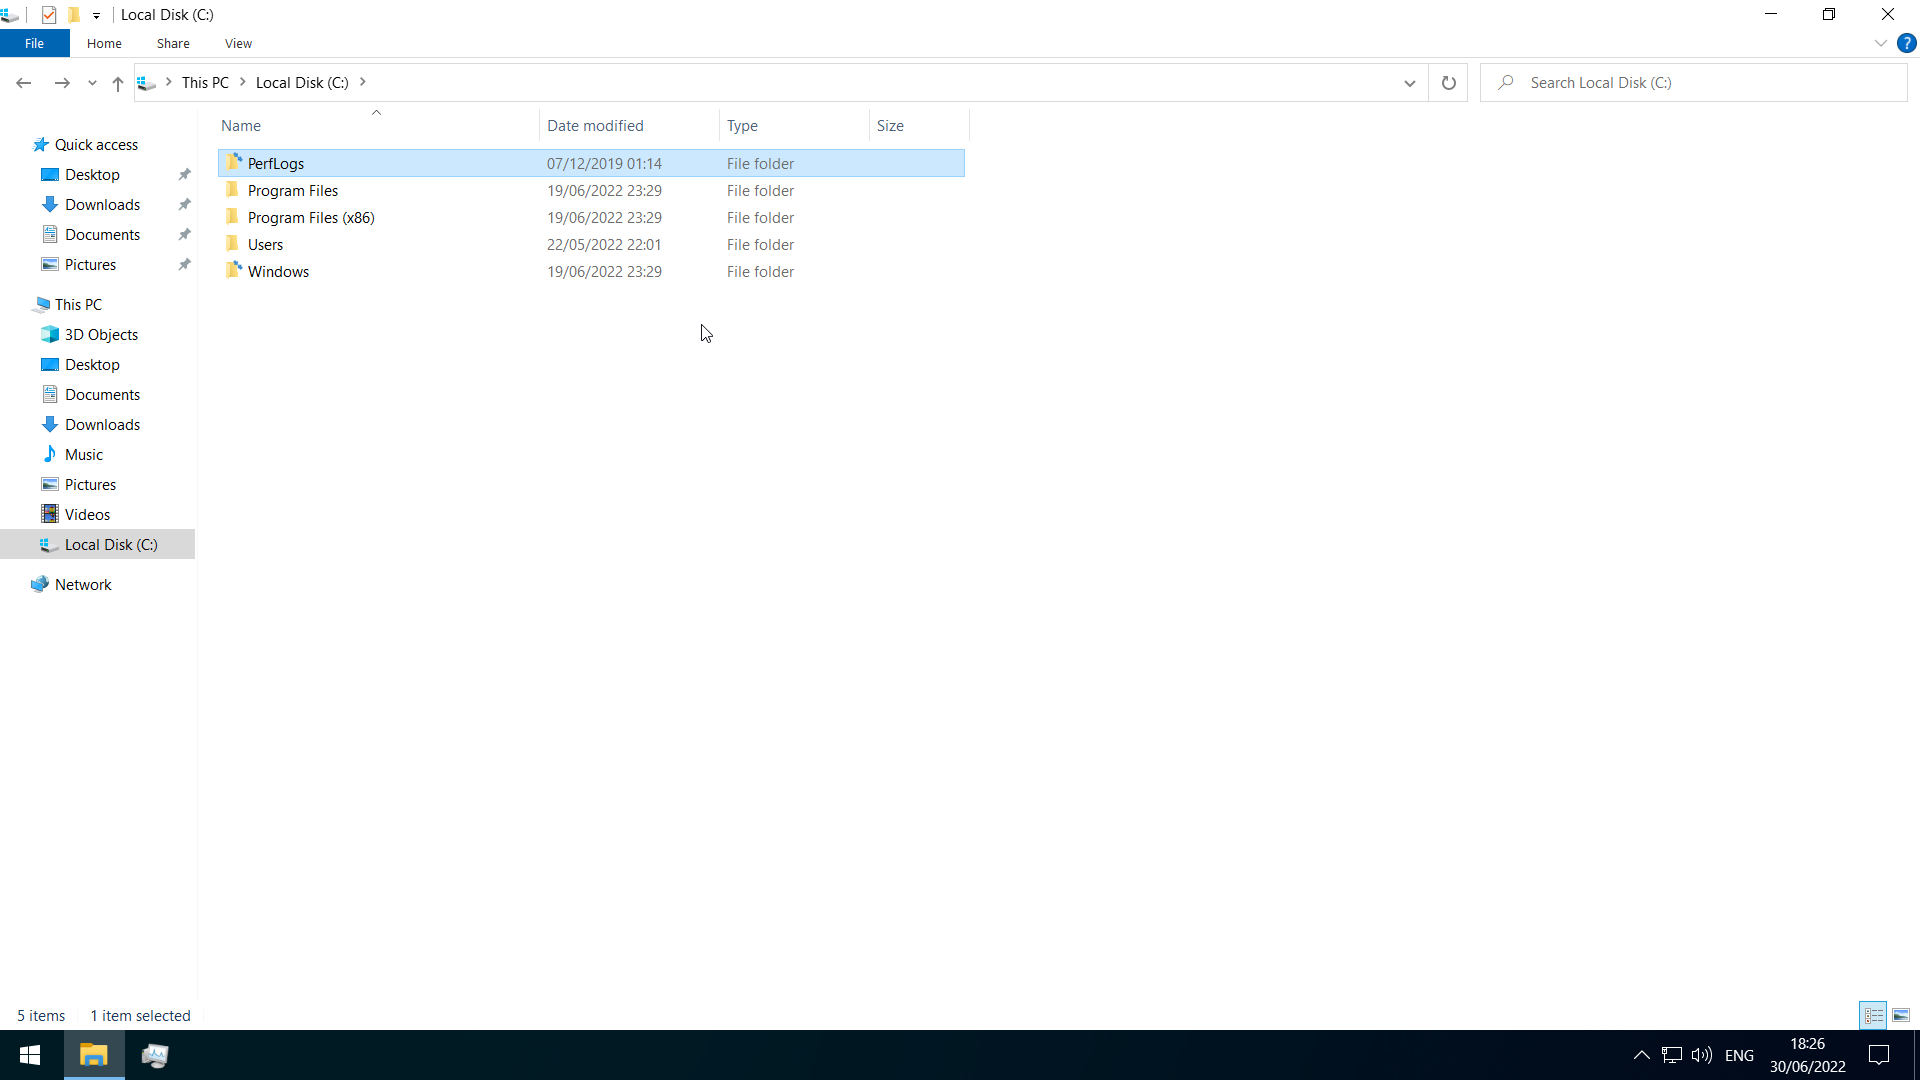 Local Disk (C:)
File Home Share View
This PC Local Disk (C:) Search Local Disk (C:)
Name Date modified Type Size
Quick access
Desktop
Downloads
Documents
Pictures
This PC
3D Objects
Desktop
Documents
Downloads
Music
Pictures
Videos
Local Disk (C:)
Network
PerfLogs 07/12/2019 01:14 File folder
Program Files 19/06/2022 23:29 File folder
Program Files (x86) 19/06/2022 23:29 File folder
Users 22/05/2022 22:01 File folder
Windows 19/06/2022 23:29 File folder
5 items 1 item selected
ENG
18:26
30/06/2022